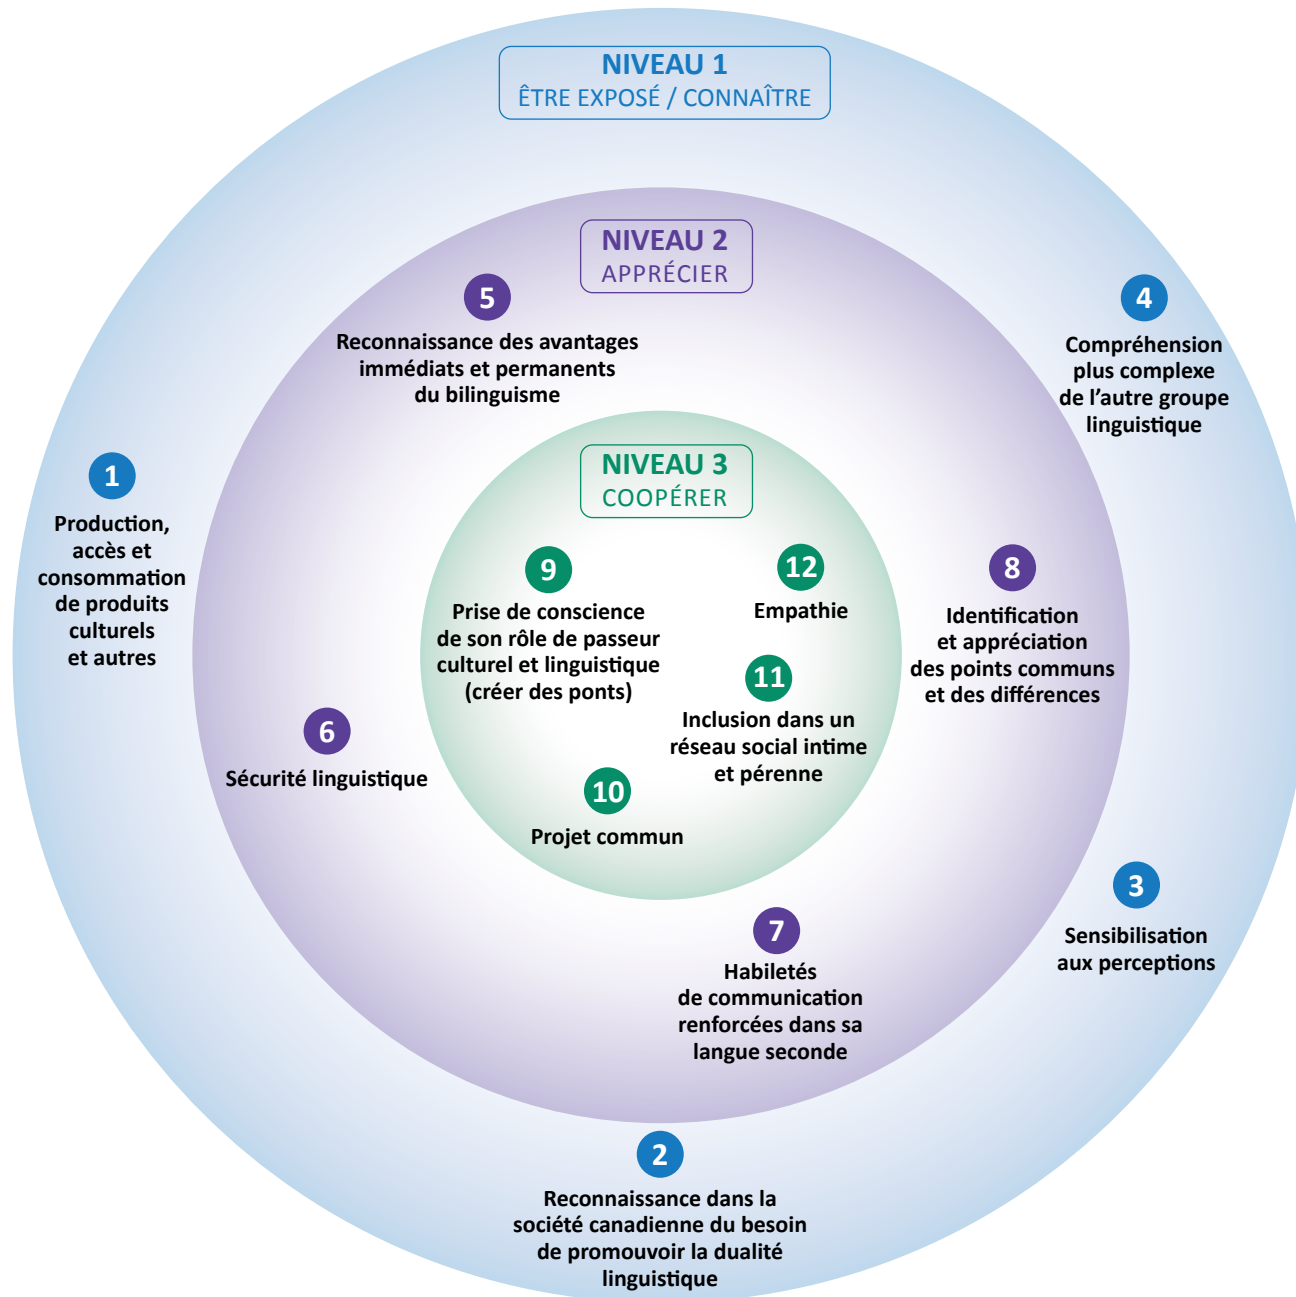 NIVEAU 1
ÊTRE EXPOSÉ / CONNAÎTRE
NIVEAU 2
APPRÉCIER
NIVEAU 3
COOPÉRER
1
Production,
accès et
consommation
de produits
culturels
et autres
2
Reconnaissance dans la
société canadienne du besoin
de promouvoir la dualité
linguistique
3
Sensibilisation
aux perceptions
4
Compréhension
plus complexe
de l’autre groupe
linguistique
5
Reconnaissance des avantages
immédiats et permanents
du bilinguisme
6
Sécurité linguistique
7
Habiletés
de communication
renforcées dans sa
langue seconde
8
Identification
et appréciation
des points communs
et des différences
9
Prise de conscience
de son rôle de passeur
culturel et linguistique
(créer des ponts)
10
Projet commun
11
Inclusion dans un
réseau social intime
et pérenne
12
Empathie